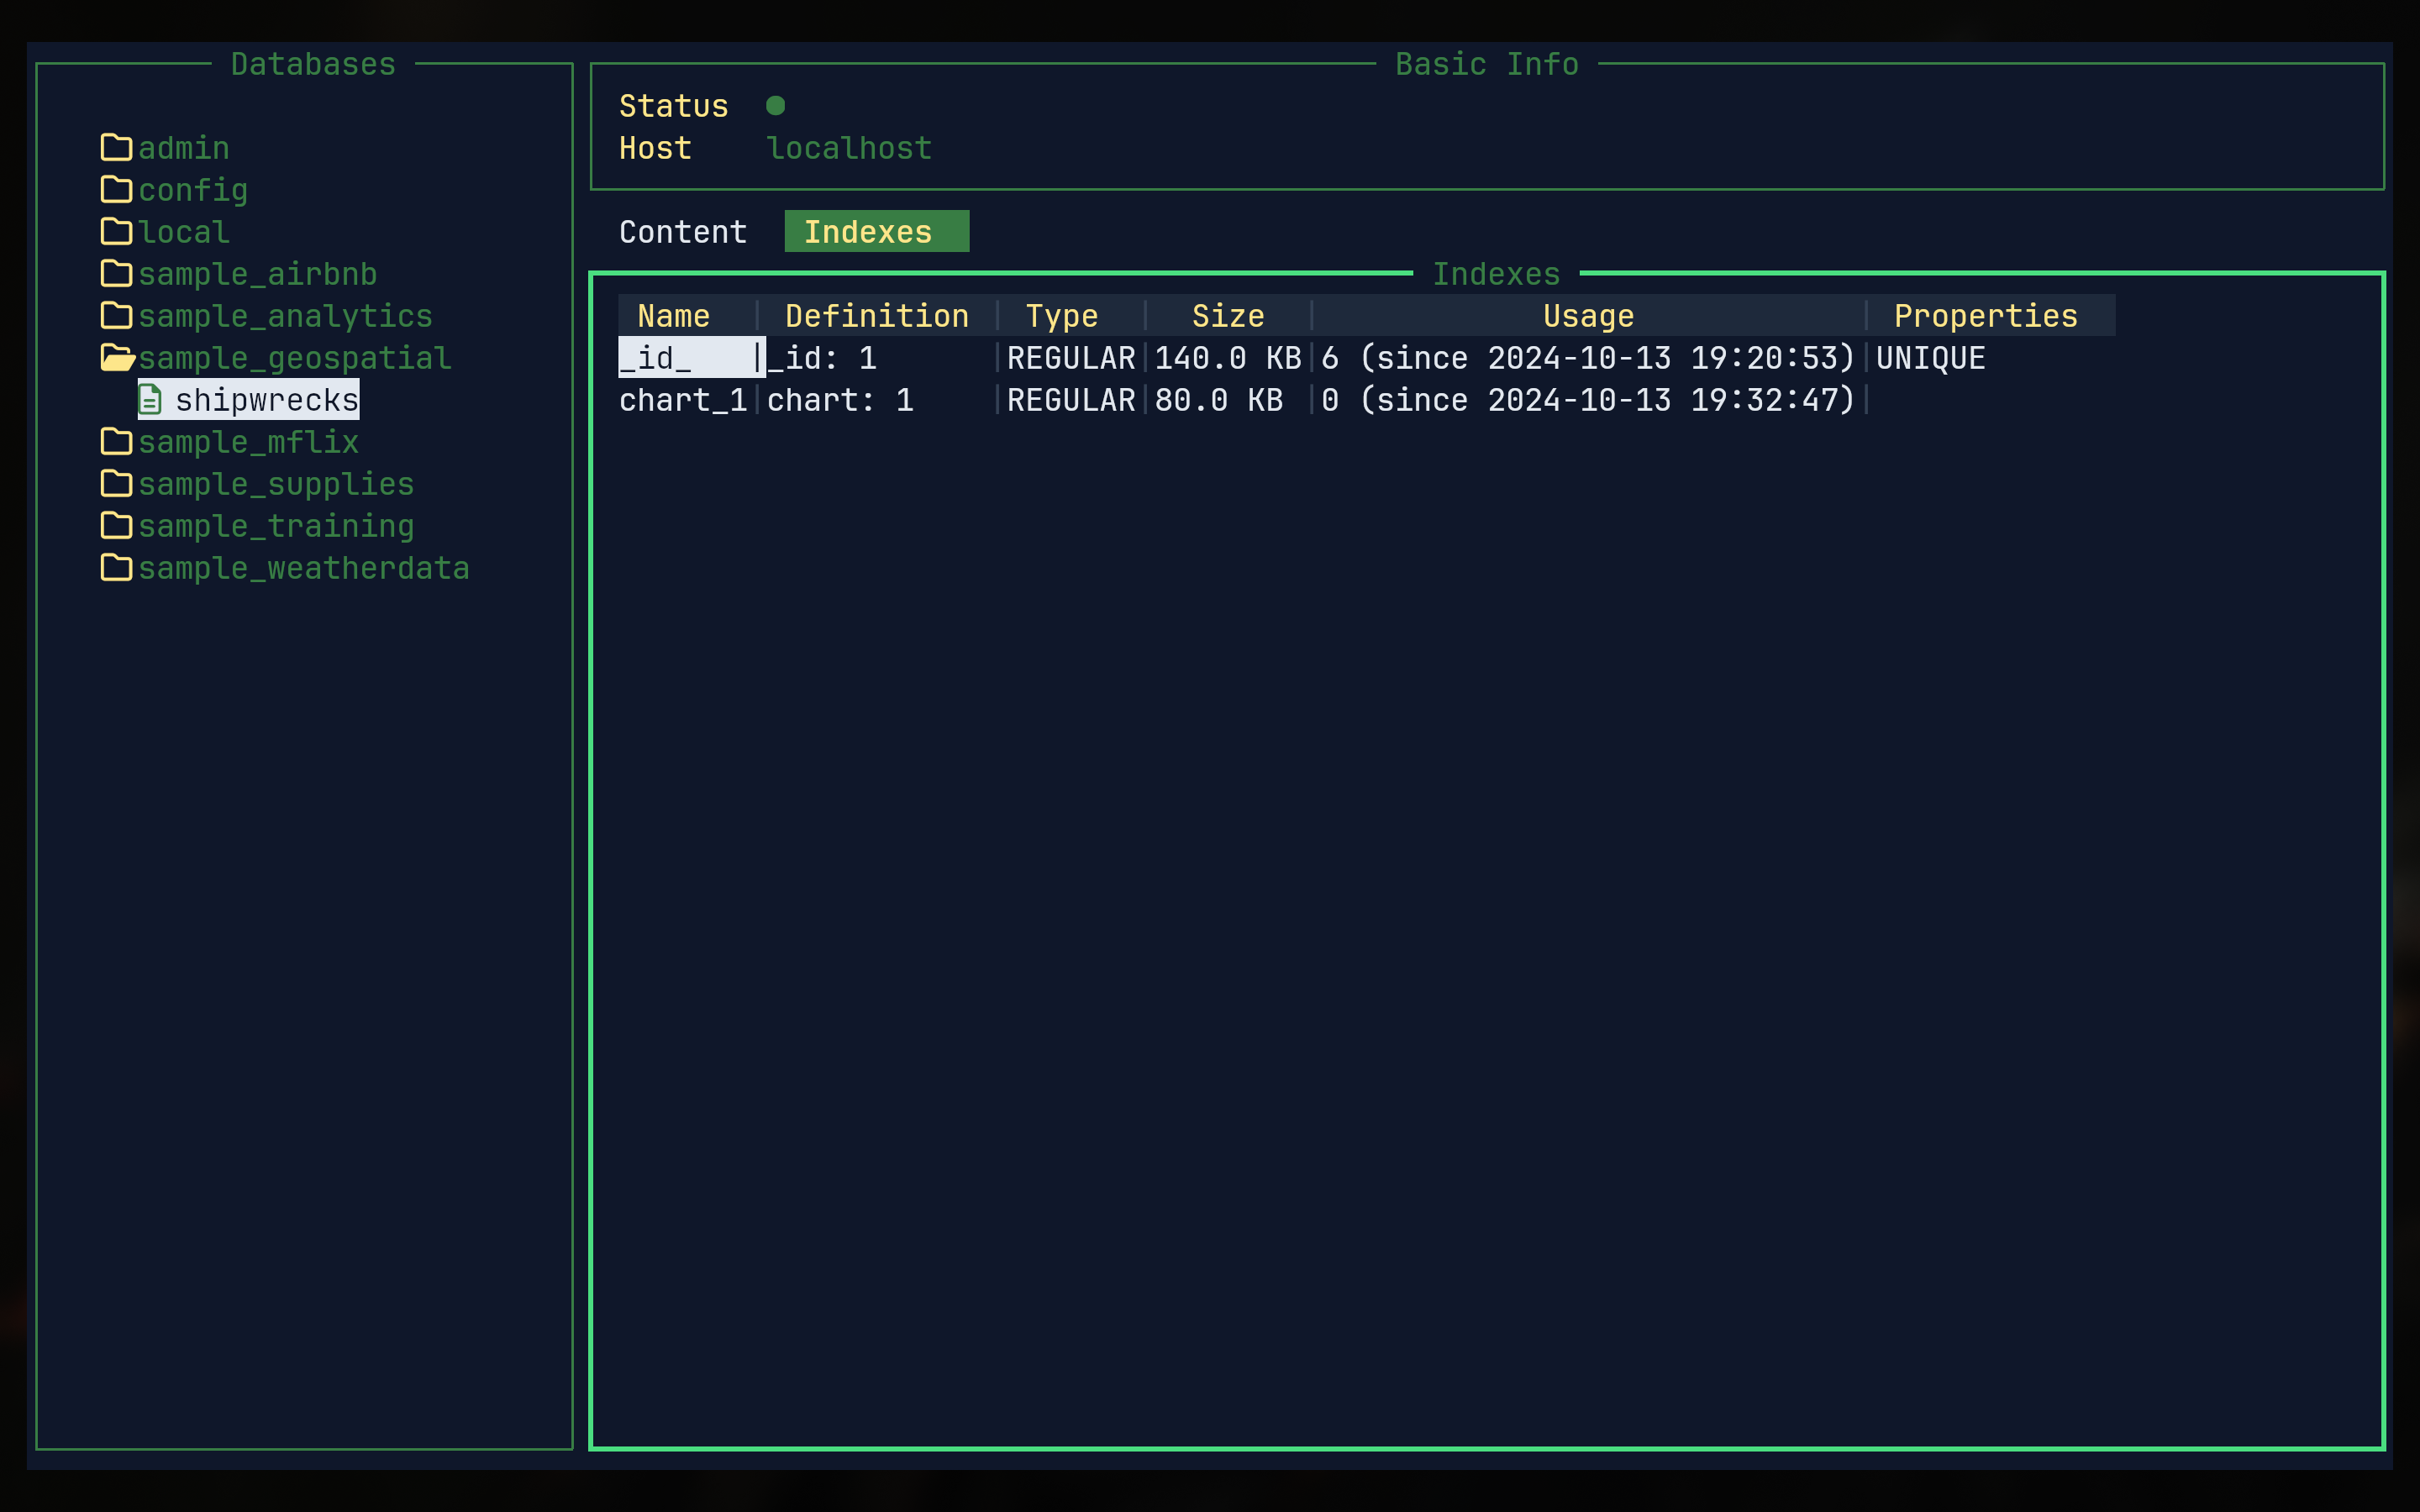 Databases
admin
config
local
sample_airbnb
sample_analytics
sample_geospatial
shipwrecks
sample_mflix
sample_supplies
sample_training
sample_weatherdata
Basic Info
Status
Host localhost
Content Indexes
Indexes
Name Definition Type Size Usage Properties
_id_ _id: 1 REGULAR 140.0 KB 6 (since 2024-10-13 19:20:53) UNIQUE
chart_1 chart: 1 REGULAR 80.0 KB 0 (since 2024-10-13 19:32:47)